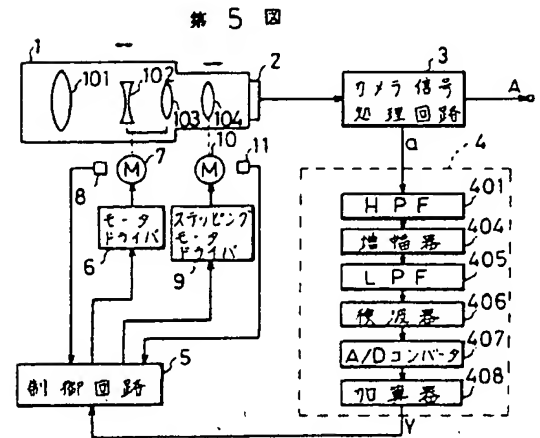 第 5 図
1
101
102
103
104
2
3
カメラ信号
処理回路
A
a
4
HPF
401
増幅器
404
LPF
405
検波器
406
A/Dコンバータ
407
加算器
408
Y
8
M
7
10
M
11
モータ
ドライバ
6
ステッピング
モータ
ドライバ
9
制御回路
5